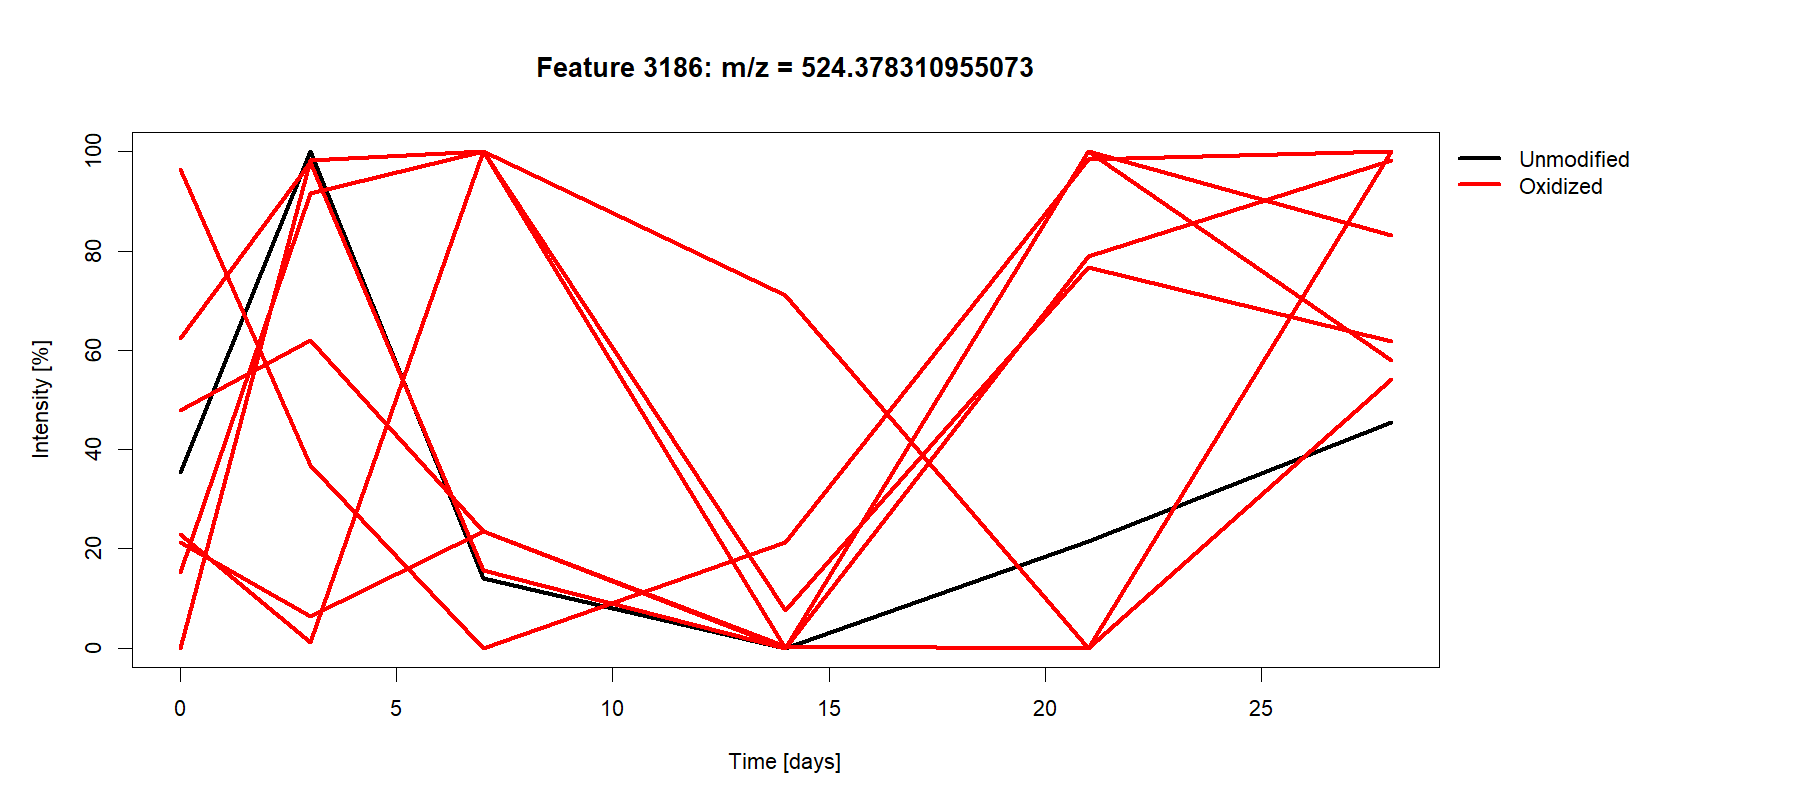 Feature 3186: m/z = 524.378310955073
Unmodified
Oxidized
Intensity [%]
100
80
60
40
20
0
0 5 10 15 20 25
Time [days]